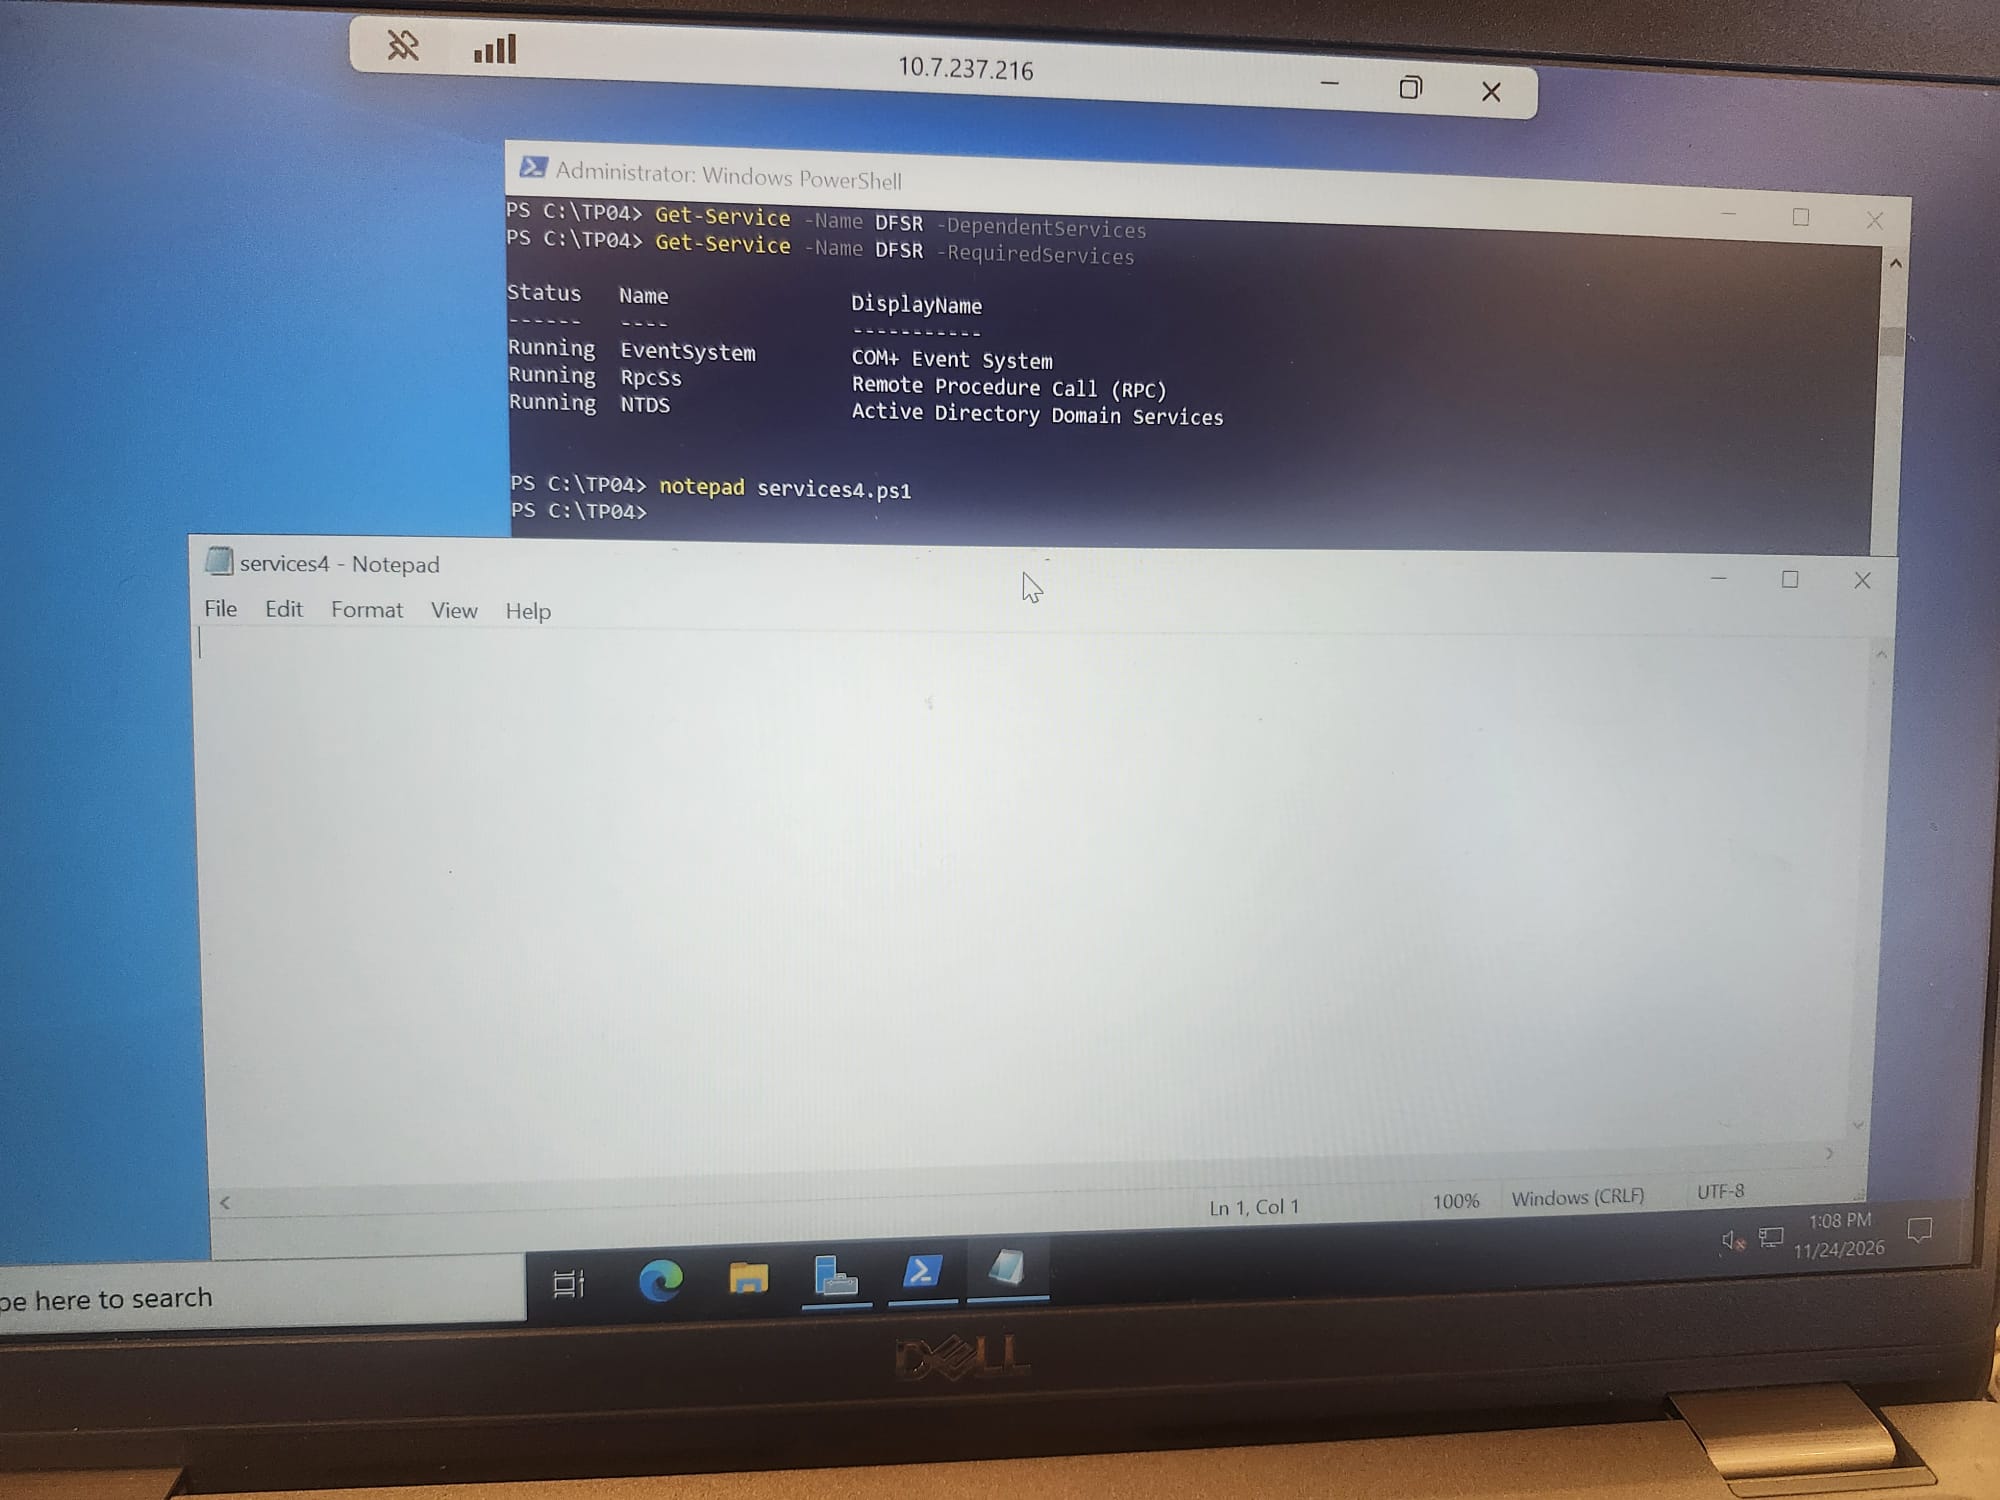 10.7.237.216
Administrator: Windows PowerShell
PS C:\TP04> Get-Service -Name DFSR -DependentServices
PS C:\TP04> Get-Service -Name DFSR -RequiredServices
Status Name DisplayName
------ ---- -----------
Running EventSystem COM+ Event System
Running RpcSs Remote Procedure Call (RPC)
Running NTDS Active Directory Domain Services
PS C:\TP04> notepad services4.ps1
PS C:\TP04>
services4 - Notepad
File Edit Format View Help
Ln 1, Col 1 100% Windows (CRLF) UTF-8
1:08 PM
11/24/2026
pe here to search
DELL